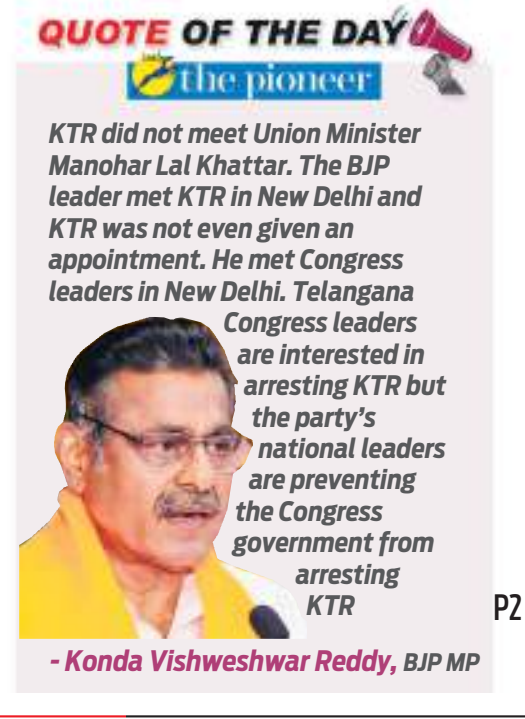 QUOTE OF THE DAY
the pioneer
KTR did not meet Union Minister
Manohar Lal Khattar. The BJP
leader met KTR in New Delhi and
KTR was not even given an
appointment. He met Congress
leaders in New Delhi. Telangana
Congress leaders
are interested in
arresting KTR but
the party's
national leaders
are preventing
the Congress
government from
arresting
KTR
P2
- Konda Vishweshwar Reddy, BJP MP